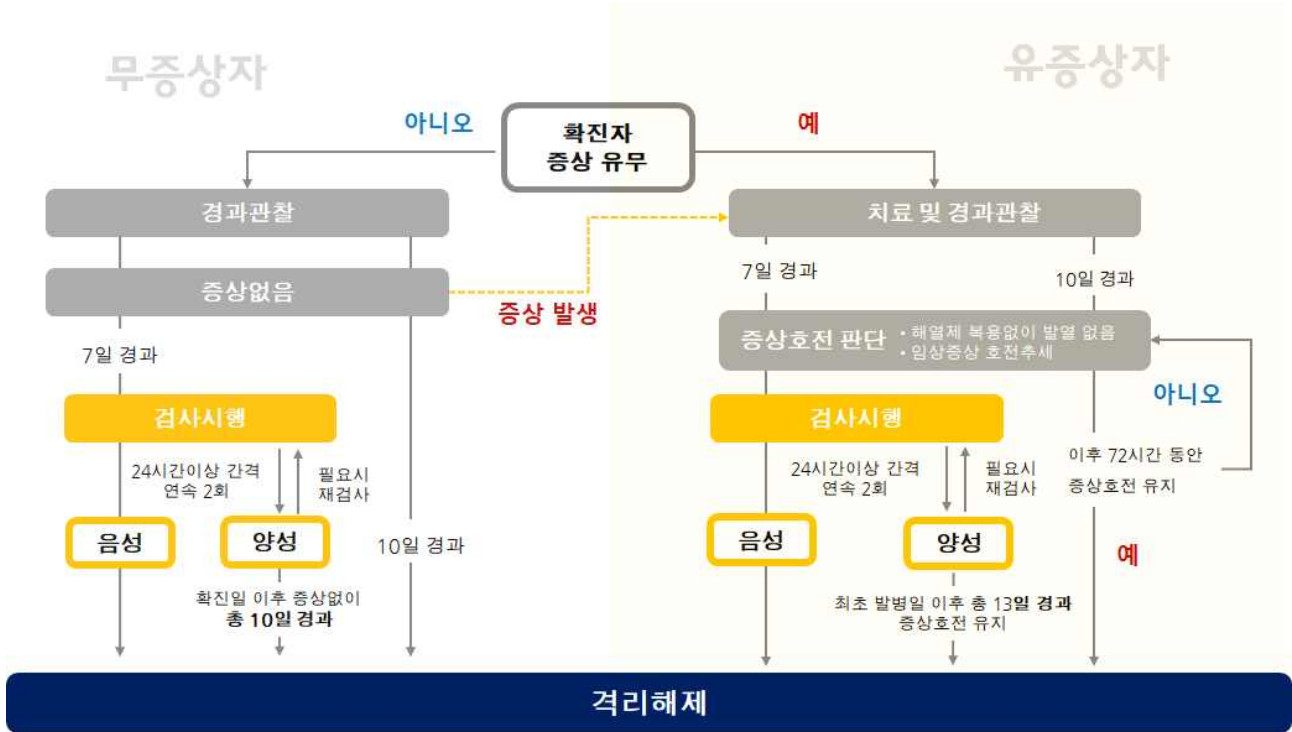 무증상자
유증상자
아니오
확진자
증상 유무
예
경과관찰
치료 및 경과관찰
증상없음
증상 발생
7일 경과
7일 경과
10일 경과
증상호전 판단
• 해열제 복용없이 발열 없음
• 임상증상 호전추세
아니오
검사시행
24시간이상 간격
연속 2회
필요시
재검사
음성
양성
10일 경과
확진일 이후 증상없이
총 10일 경과
검사시행
24시간이상 간격
연속 2회
필요시
재검사
이후 72시간 동안
증상호전 유지
음성
양성
예
최초 발병일 이후 총 13일 경과
증상호전 유지
격리해제